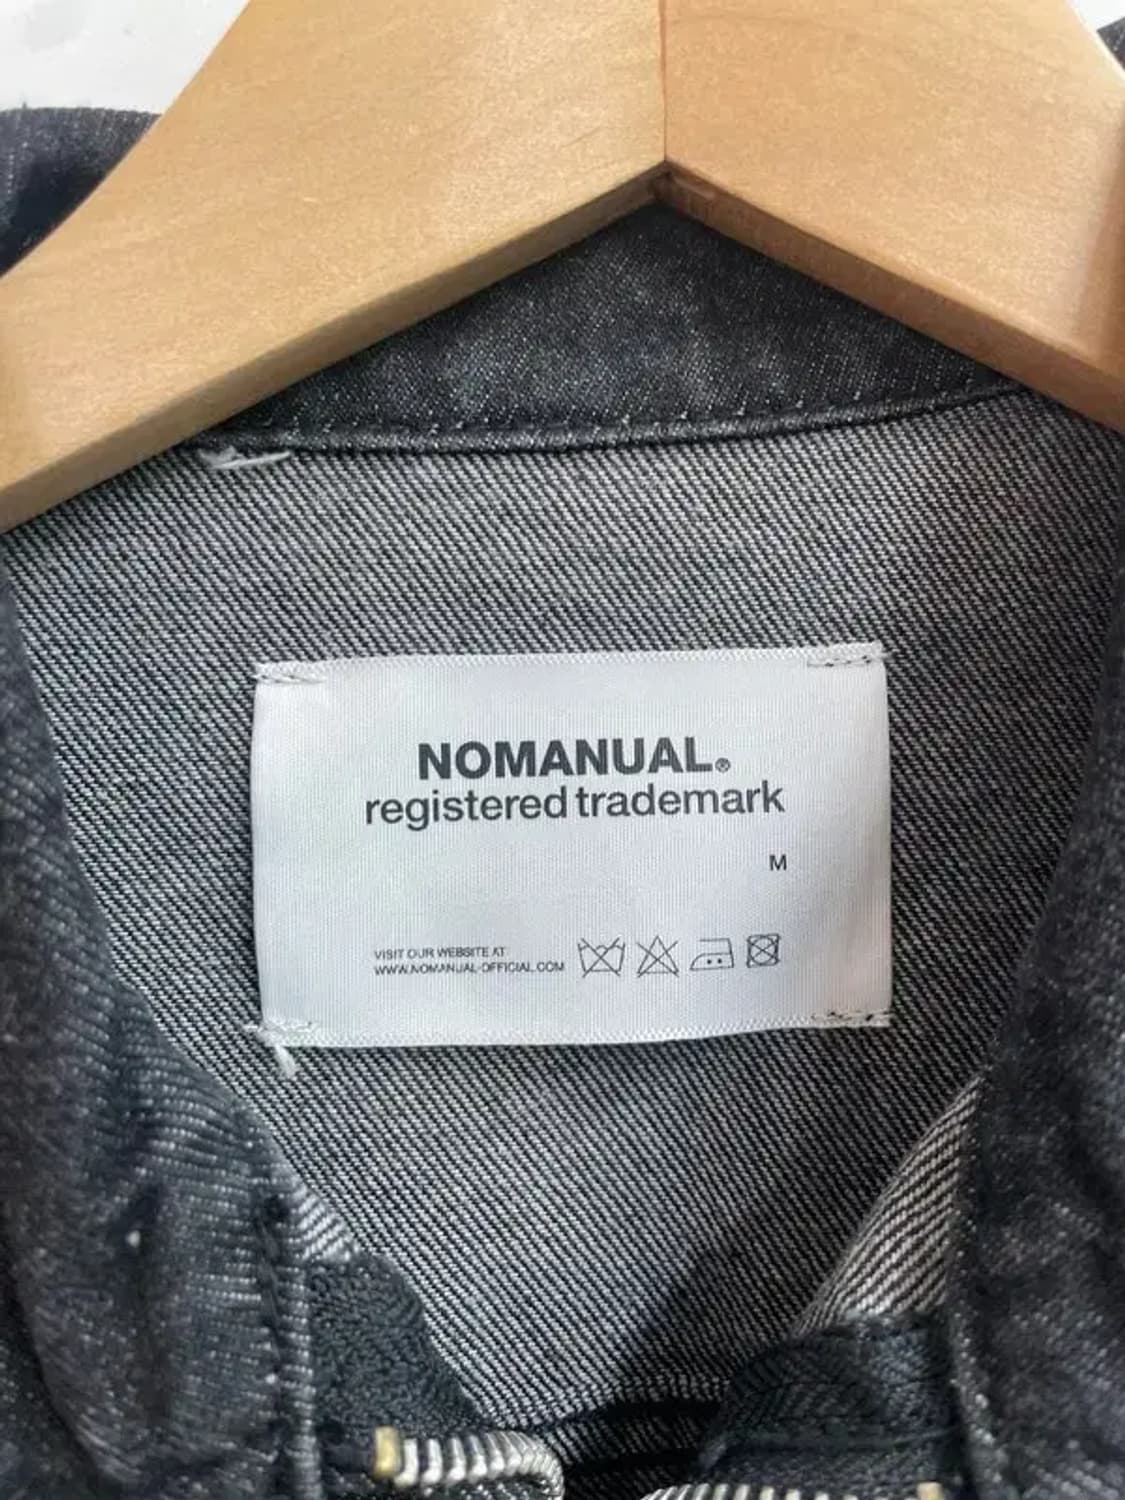 NOMANUAL.®
registered trademark
M
VISIT OUR WEBSITE AT
WWW.NOMANUAL-OFFICIAL.COM